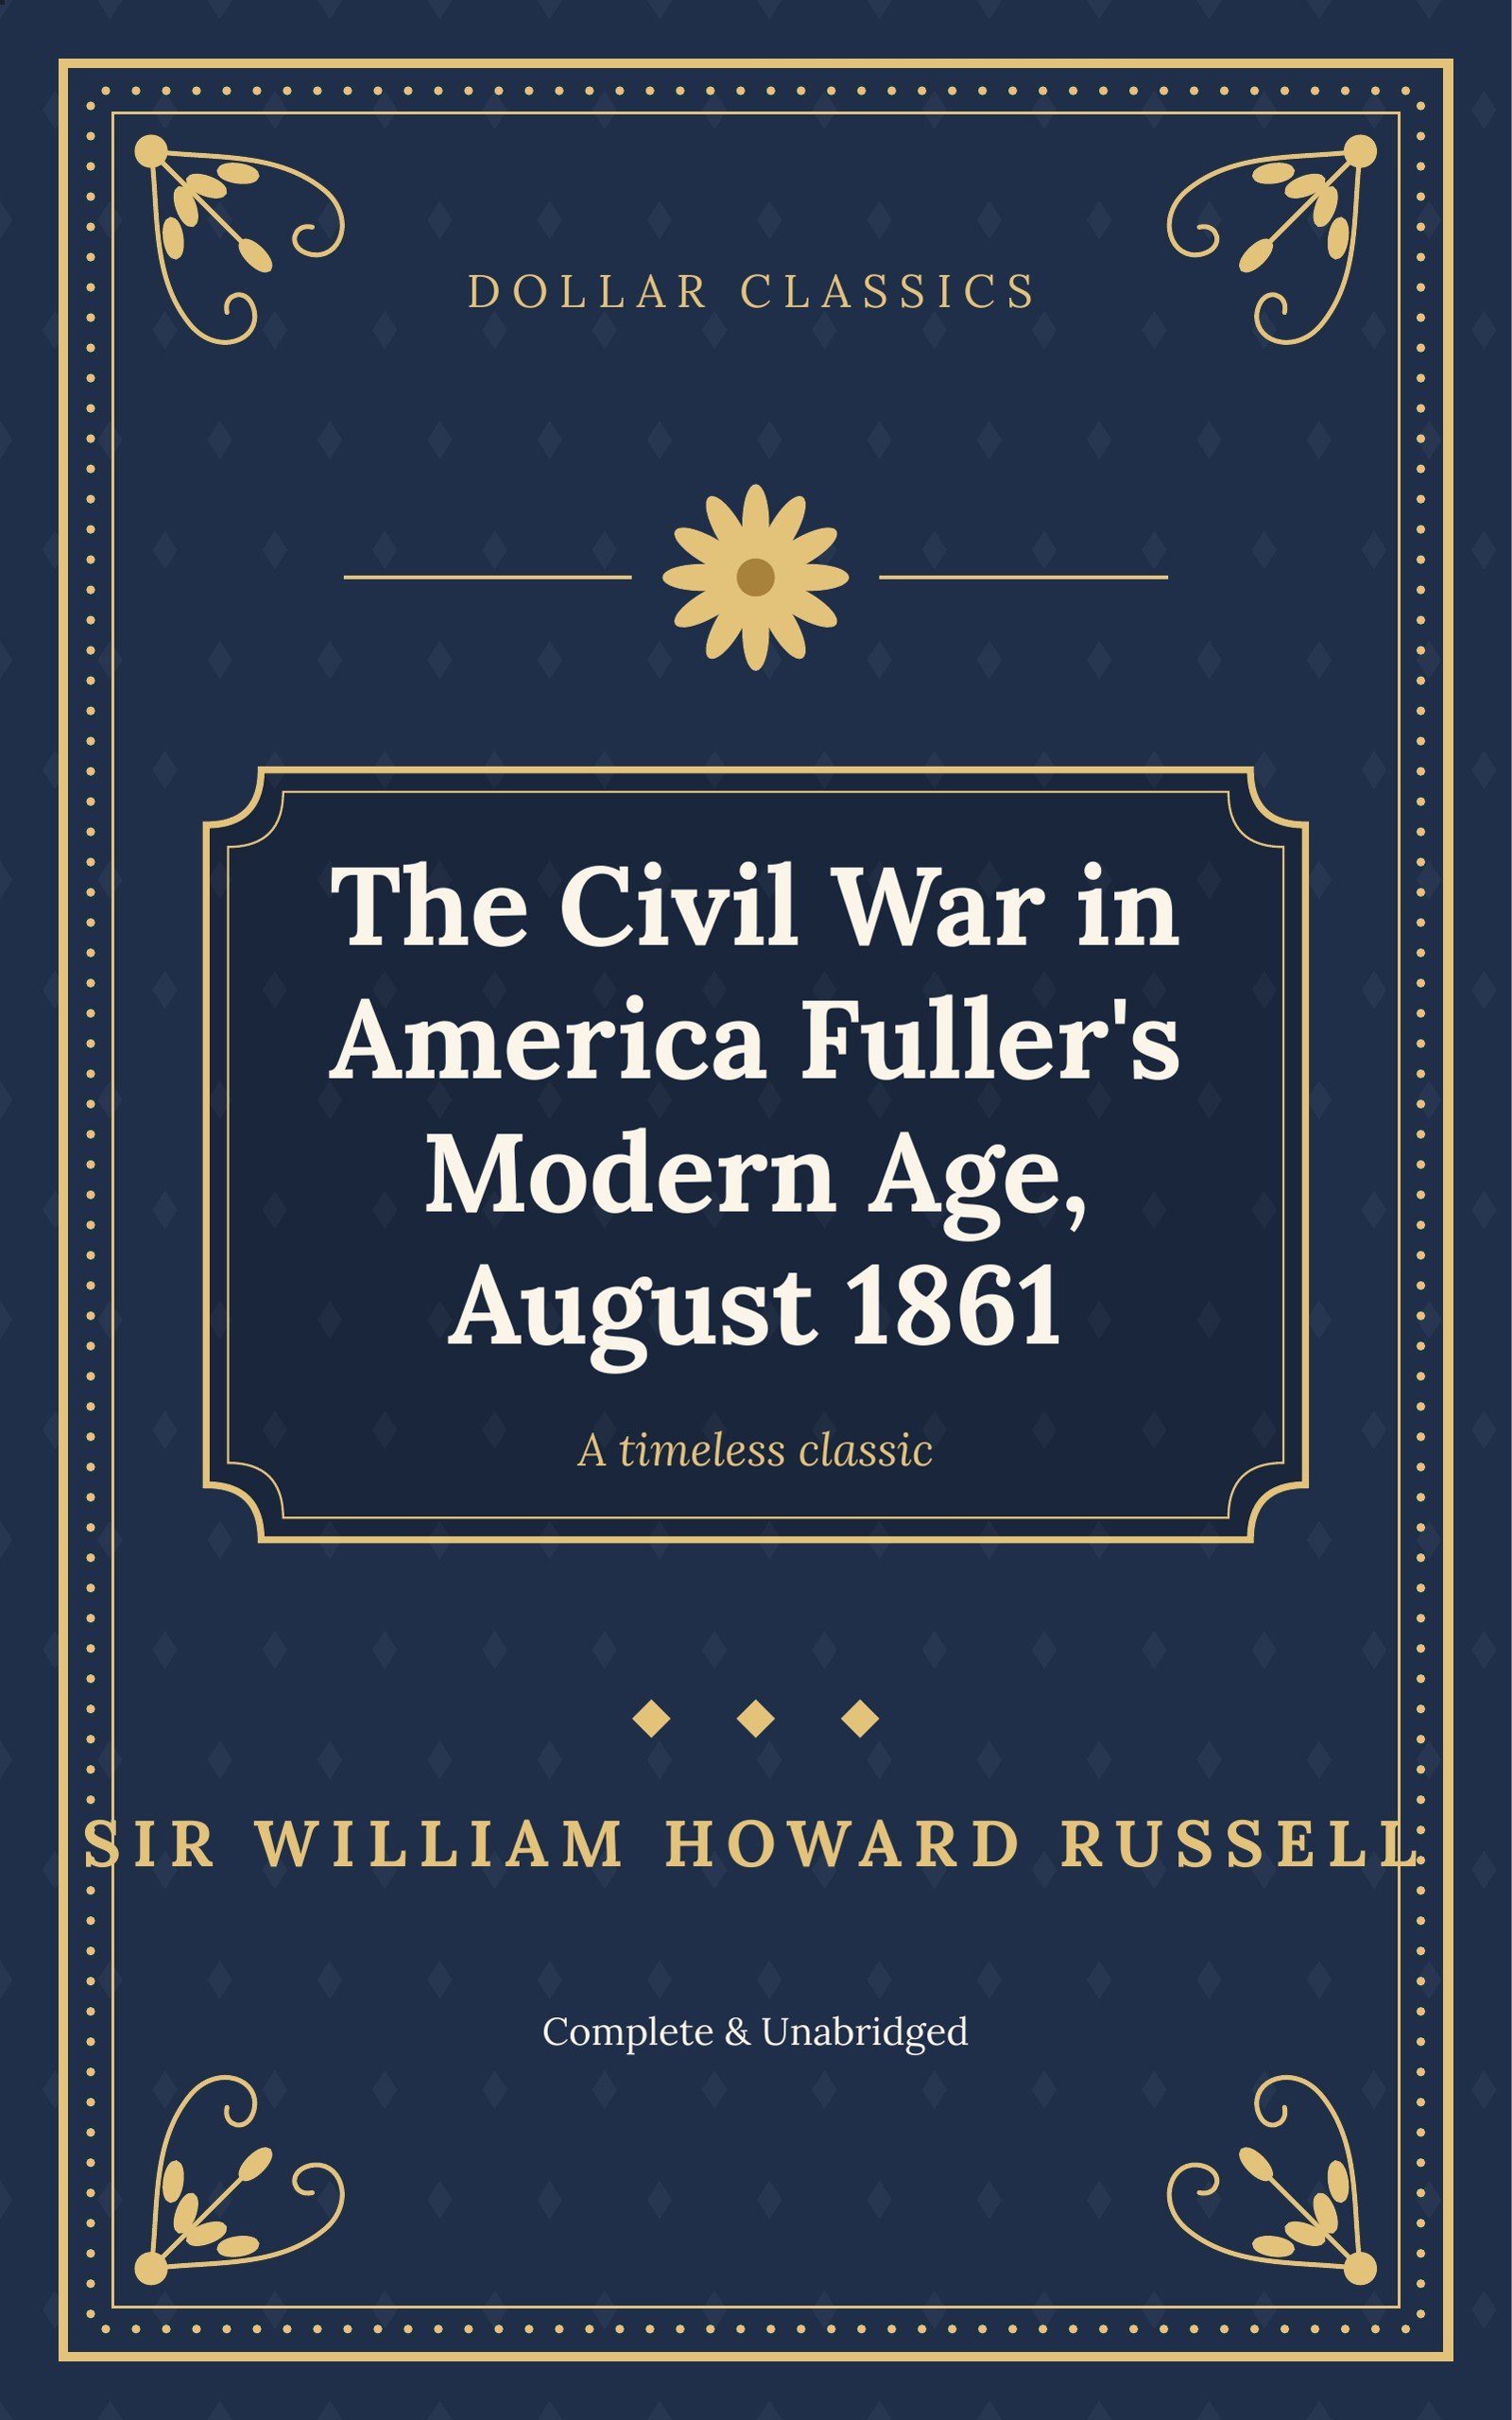 DOLLAR CLASSICS
The Civil War in
America Fuller's
Modern Age,
August 1861
A timeless classic
SIR WILLIAM HOWARD RUSSELL
Complete & Unabridged